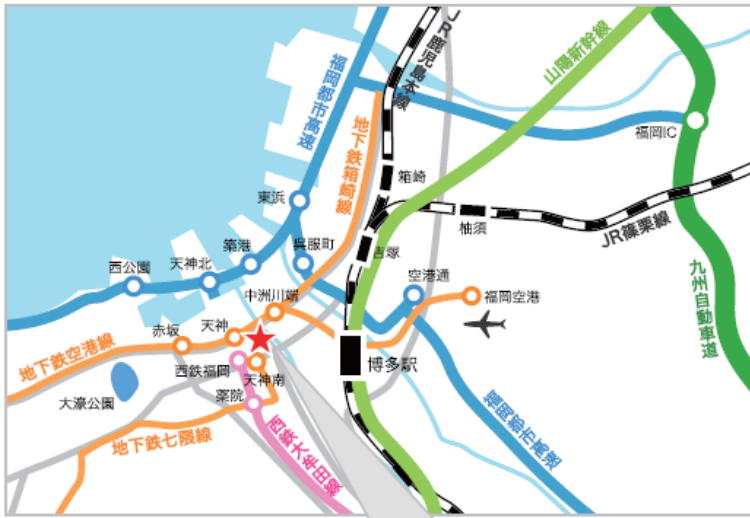 JR鹿児島本線
山陽新幹線
福岡都市高速
地下鉄箱崎線
福岡IC
箱崎
東浜
柚須
JR篠栗線
呉服町
吉塚
築港
天神北
西公園
空港通
九州自動車道
中洲川端
福岡空港
赤坂
天神
博多駅
地下鉄空港線
西鉄福岡
天神南
大濠公園
薬院
地下鉄七隈線
西鉄大牟田線
福岡都市高速